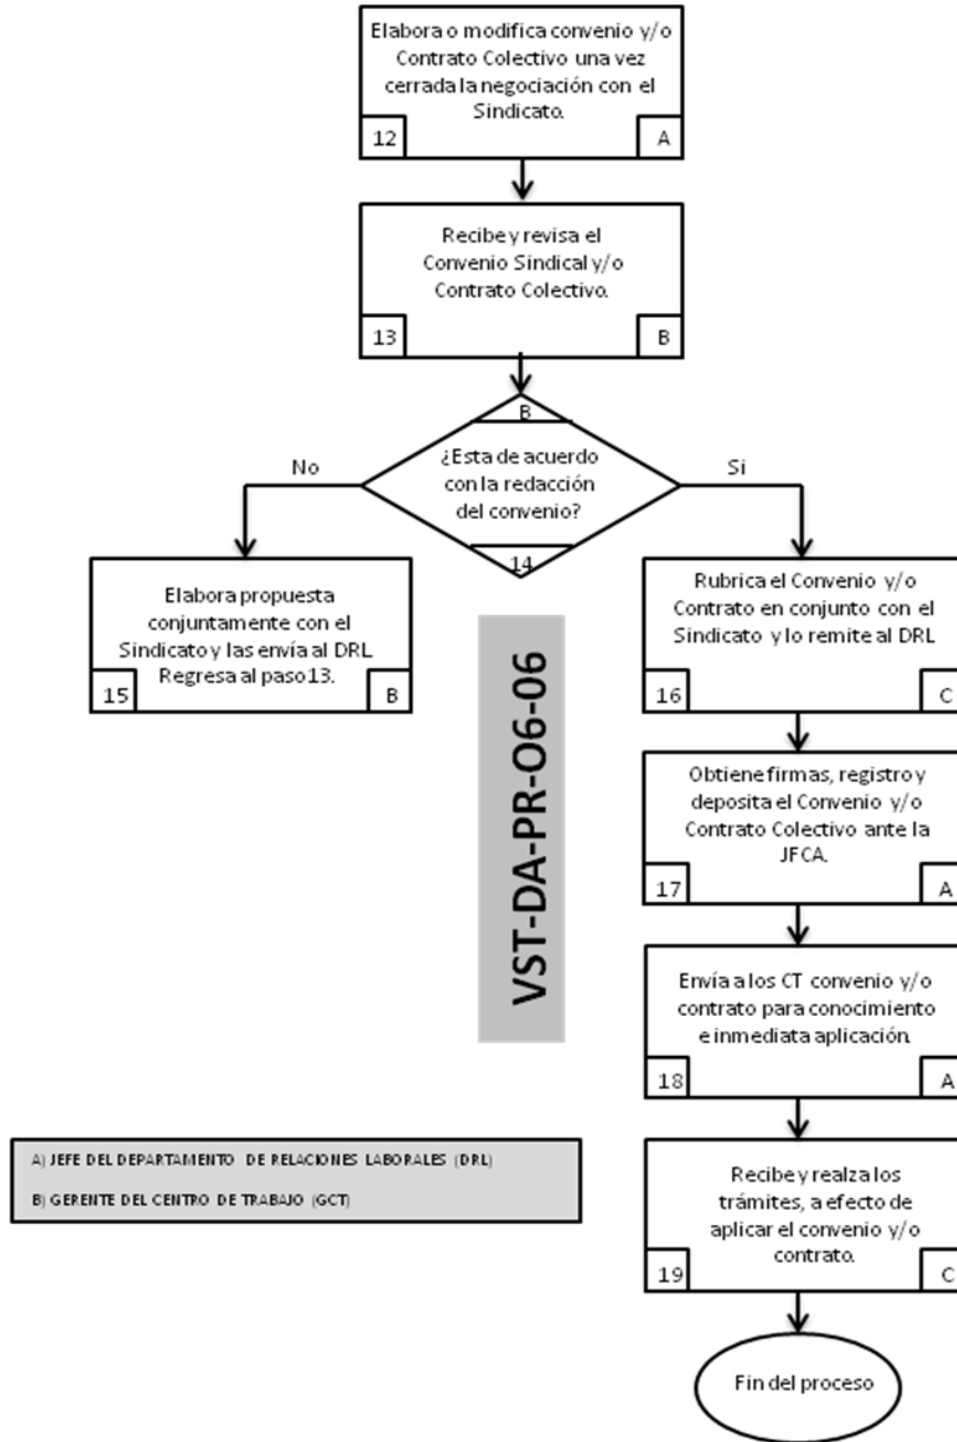 Elabora o modifica convenio y/o
Contrato Colectivo una vez
cerrada la negociación con el
Sindicato.
12
A
Recibe y revisa el
Convenio Sindical y/o
Contrato Colectivo.
13
B
B
¿Esta de acuerdo
con la redacción
del convenio?
14
No
Si
Elabora propuesta
conjuntamente con el
Sindicato y las envía al DRL
Regresa al paso 13.
15
B
Rubrica el Convenio y/o
Contrato en conjunto con el
Sindicato y lo remite al DRL
16
C
Obtiene firmas, registro y
deposita el Convenio y/o
Contrato Colectivo ante la
JFCA.
17
A
Envía a los CT convenio y/o
contrato para conocimiento
e inmediata aplicación.
18
A
Recibe y realza los
trámites, a efecto de
aplicar el convenio y/o
contrato.
19
C
Fin del proceso
VST-DA-PR-O6-06
A) JEFE DEL DEPARTAMENTO DE RELACIONES LABORALES (DRL)
B) GERENTE DEL CENTRO DE TRABAJO (GCT)